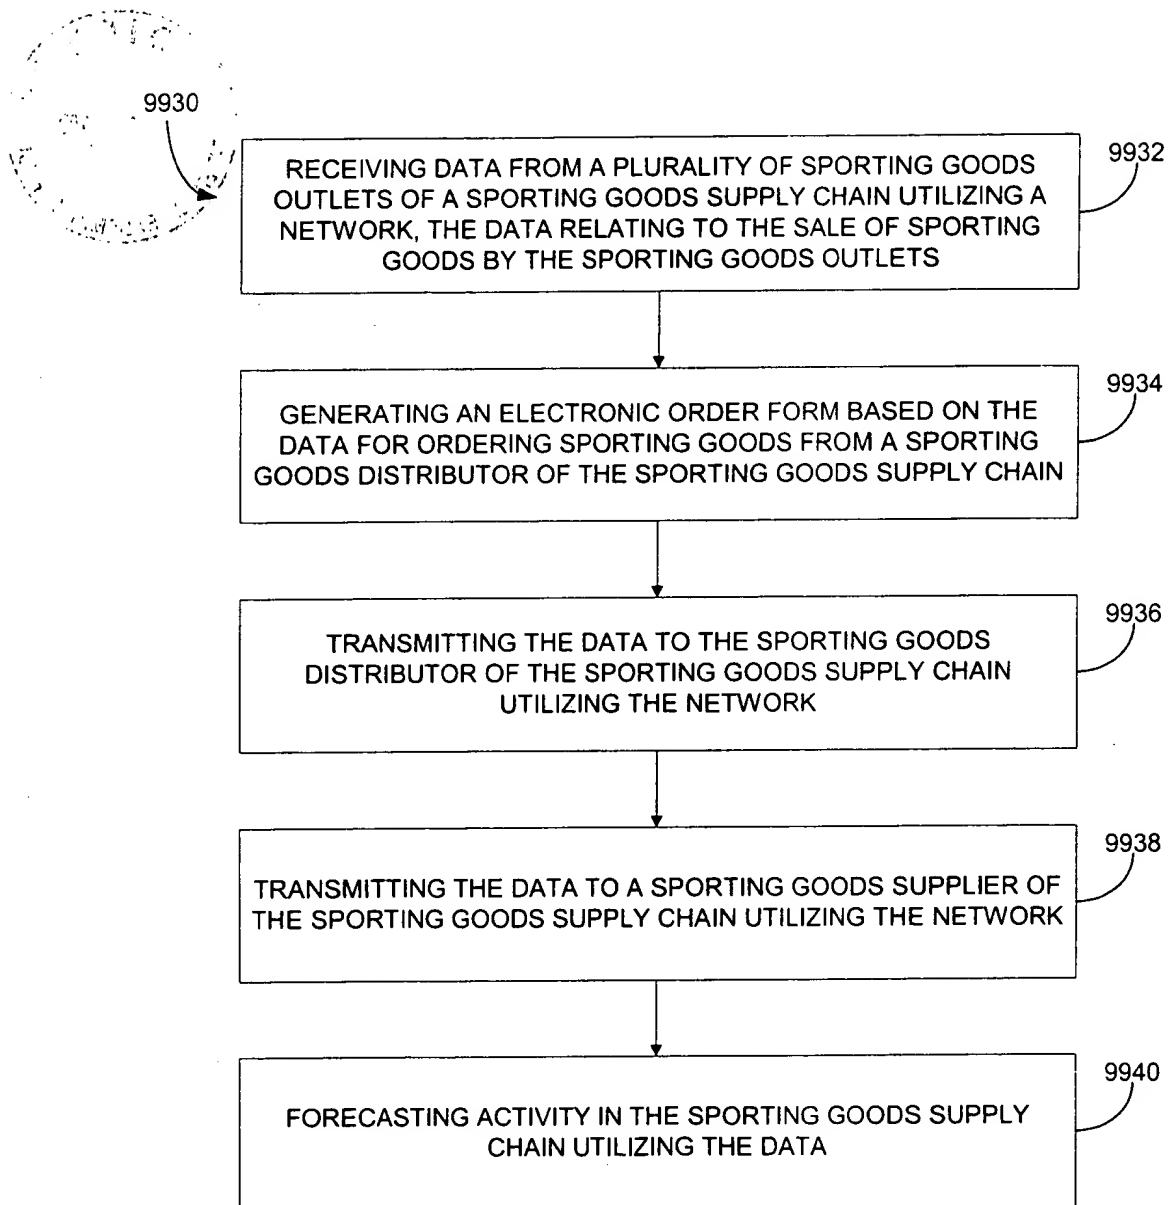 9930
RECEIVING DATA FROM A PLURALITY OF SPORTING GOODS
OUTLETS OF A SPORTING GOODS SUPPLY CHAIN UTILIZING A
NETWORK, THE DATA RELATING TO THE SALE OF SPORTING
GOODS BY THE SPORTING GOODS OUTLETS
9932
GENERATING AN ELECTRONIC ORDER FORM BASED ON THE
DATA FOR ORDERING SPORTING GOODS FROM A SPORTING
GOODS DISTRIBUTOR OF THE SPORTING GOODS SUPPLY CHAIN
9934
TRANSMITTING THE DATA TO THE SPORTING GOODS
DISTRIBUTOR OF THE SPORTING GOODS SUPPLY CHAIN
UTILIZING THE NETWORK
9936
TRANSMITTING THE DATA TO A SPORTING GOODS SUPPLIER OF
THE SPORTING GOODS SUPPLY CHAIN UTILIZING THE NETWORK
9938
FORECASTING ACTIVITY IN THE SPORTING GOODS SUPPLY
CHAIN UTILIZING THE DATA
9940